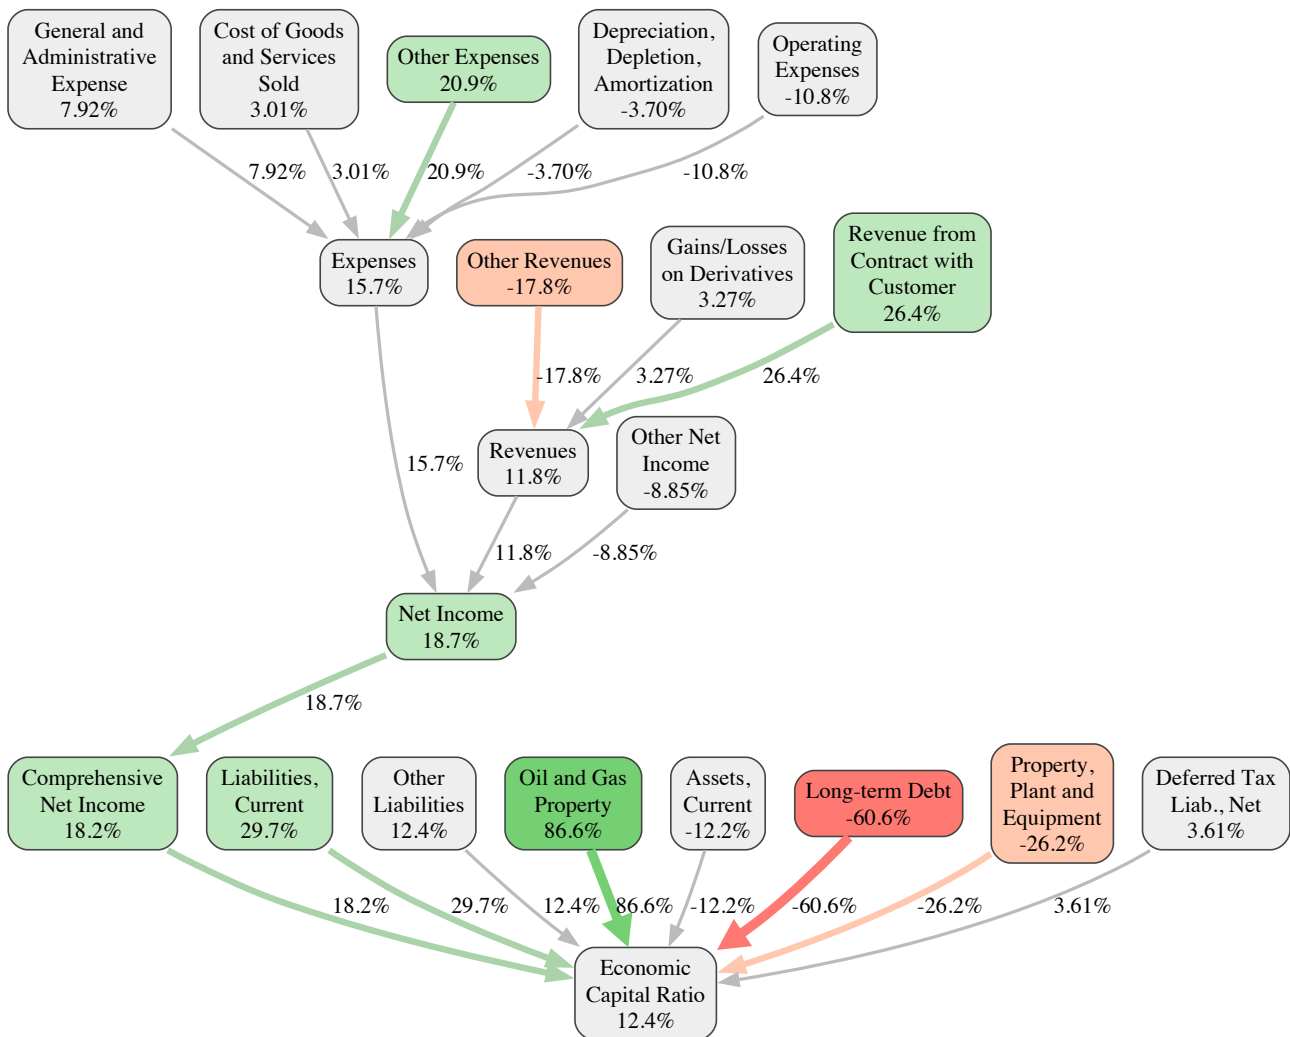 General and
Administrative
Expense
7.92%
Cost of Goods
and Services
Sold
3.01%
Other Expenses
20.9%
Depreciation,
Depletion,
Amortization
-3.70%
Operating
Expenses
-10.8%
7.92%
3.01%
20.9%
-3.70%
-10.8%
Expenses
15.7%
Other Revenues
-17.8%
Gains/Losses
on Derivatives
3.27%
Revenue from
Contract with
Customer
26.4%
-17.8%
3.27%
26.4%
15.7%
Revenues
11.8%
Other Net
Income
-8.85%
11.8%
-8.85%
Net Income
18.7%
18.7%
Comprehensive
Net Income
18.2%
Liabilities,
Current
29.7%
Other
Liabilities
12.4%
Oil and Gas
Property
86.6%
Assets,
Current
-12.2%
Long-term Debt
-60.6%
Property,
Plant and
Equipment
-26.2%
Deferred Tax
Liab., Net
3.61%
18.2%
29.7%
12.4%
86.6%
-12.2%
-60.6%
-26.2%
3.61%
Economic
Capital Ratio
12.4%